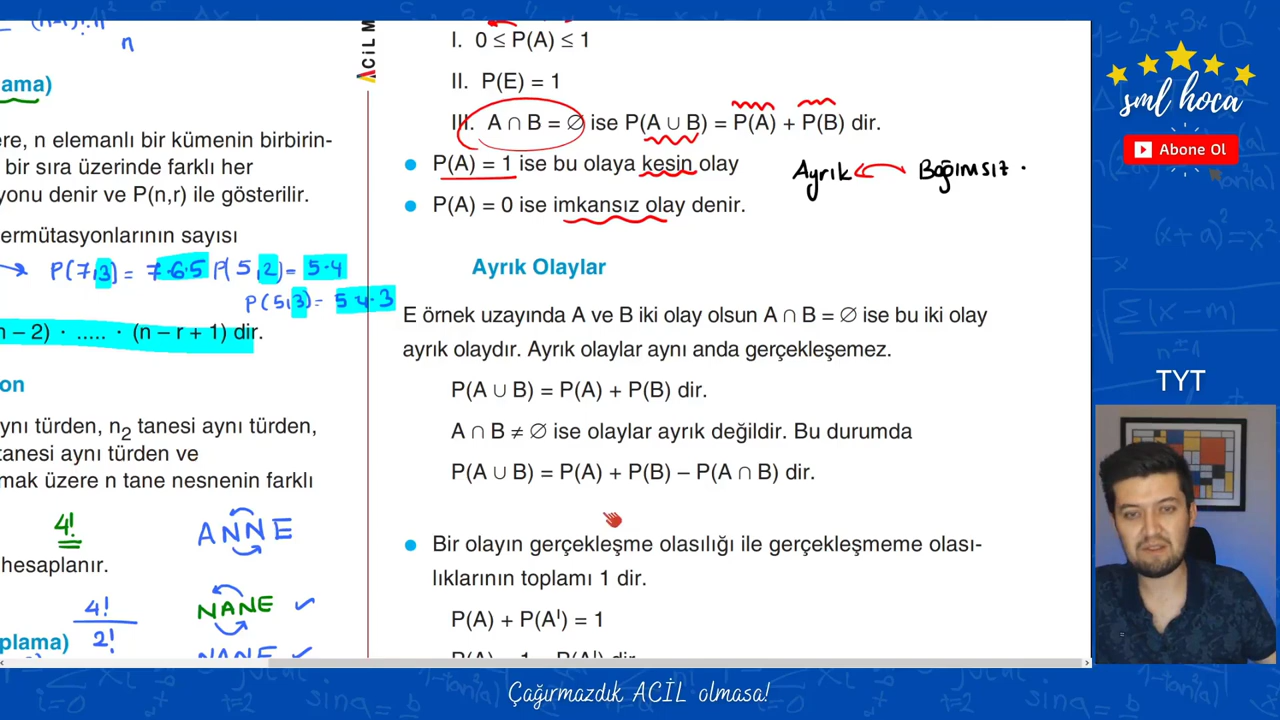 n
ama)
ere, n elemanlı bir kümenin birbirin-
bir sıra üzerinde farklı her
yonu denir ve P(n,r) ile gösterilir.
ermütasyonlarının sayısı
P(7,3) = 7·6·5 P(5,2) = 5·4
P(5,3) = 5·4·3
n – 2) · ..... · (n – r + 1) dir.
on
aynı türden, n2 tanesi aynı türden,
tanesi aynı türden ve
mak üzere n tane nesnenin farklı
4! ANNE
hesaplanır.
4!
2!
NANE
plama)
NANE
ACİL M
I. 0 ≤ P(A) ≤ 1
II. P(E) = 1
III. A ∩ B = ∅ ise P(A ∪ B) = P(A) + P(B) dir.
• P(A) = 1 ise bu olaya kesin olay
Ayrık Bağımsız ·
• P(A) = 0 ise imkansız olay denir.
Ayrık Olaylar
E örnek uzayında A ve B iki olay olsun A ∩ B = ∅ ise bu iki olay
ayrık olaydır. Ayrık olaylar aynı anda gerçekleşemez.
P(A ∪ B) = P(A) + P(B) dir.
A ∩ B ≠ ∅ ise olaylar ayrık değildir. Bu durumda
P(A ∪ B) = P(A) + P(B) – P(A ∩ B) dir.
• Bir olayın gerçekleşme olasılığı ile gerçekleşmeme olası-
lıklarının toplamı 1 dir.
P(A) + P(Aᴵ) = 1
sml hoca
Abone Ol
TYT
Çağırmazdık ACİL olmasa!